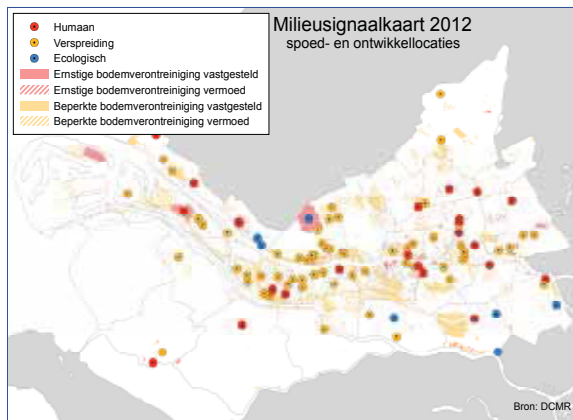 Milieusignaalkaart 2012
spoed- en ontwikkellocaties
Humaan
Verspreiding
Ecologisch
Ernstige bodemverontreiniging vastgesteld
Ernstige bodemverontreiniging vermoed
Beperkte bodemverontreiniging vastgesteld
Beperkte bodemverontreiniging vermoed
Bron: DCMR